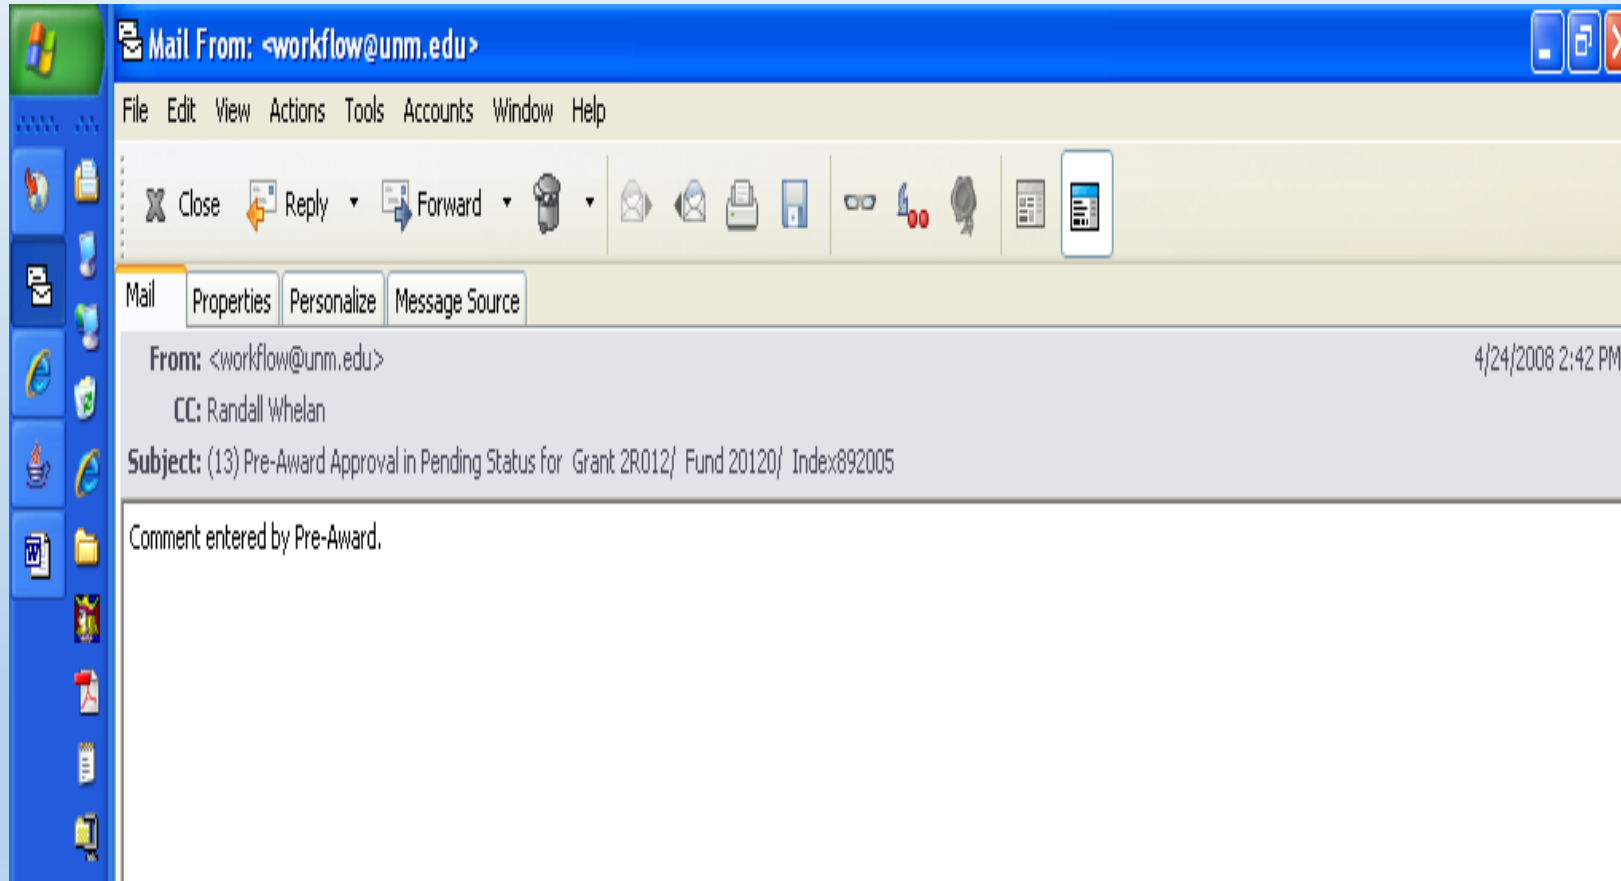 Mail From: <workflow@unm.edu>
File Edit View Actions Tools Accounts Window Help
Close Reply Forward
Mail Properties Personalize Message Source
From: <workflow@unm.edu> 4/24/2008 2:42 PM
CC: Randall Whelan
Subject: (13) Pre-Award Approval in Pending Status for Grant 2R012/ Fund 20120/ Index892005
Comment entered by Pre-Award.